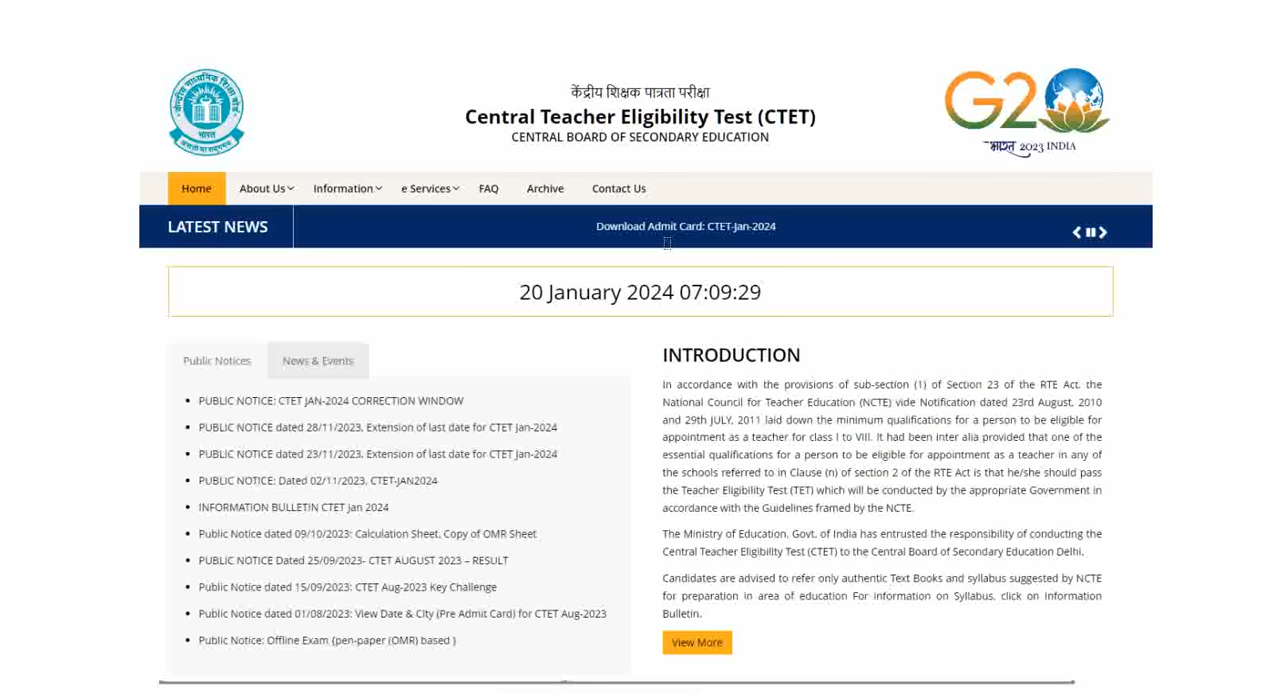 केंद्रीय शिक्षक पात्रता परीक्षा
Central Teacher Eligibility Test (CTET)
CENTRAL BOARD OF SECONDARY EDUCATION
केन्द्रीय माध्यमिक शिक्षा बोर्ड
भारत
असतो मा सद्गमय
G20
भारत 2023 INDIA
Home
About Us
Information
e Services
FAQ
Archive
Contact Us
LATEST NEWS
Download Admit Card: CTET-Jan-2024
20 January 2024 07:09:29
Public Notices
News & Events
PUBLIC NOTICE: CTET JAN-2024 CORRECTION WINDOW
PUBLIC NOTICE dated 28/11/2023, Extension of last date for CTET Jan-2024
PUBLIC NOTICE dated 23/11/2023, Extension of last date for CTET Jan-2024
PUBLIC NOTICE: Dated 02/11/2023, CTET-JAN2024
INFORMATION BULLETIN CTET Jan 2024
Public Notice dated 09/10/2023: Calculation Sheet, Copy of OMR Sheet
PUBLIC NOTICE Dated 25/09/2023- CTET AUGUST 2023 – RESULT
Public Notice dated 15/09/2023: CTET Aug-2023 Key Challenge
Public Notice dated 01/08/2023: View Date & CIty (Pre Admit Card) for CTET Aug-2023
Public Notice: Offline Exam {pen-paper (OMR) based }
INTRODUCTION
In accordance with the provisions of sub-section (1) of Section 23 of the RTE Act, the
National Council for Teacher Education (NCTE) vide Notification dated 23rd August, 2010
and 29th JULY, 2011 laid down the minimum qualifications for a person to be eligible for
appointment as a teacher for class I to VIII. It had been inter alia provided that one of the
essential qualifications for a person to be eligible for appointment as a teacher in any of
the schools referred to in Clause (n) of section 2 of the RTE Act is that he/she should pass
the Teacher Eligibility Test (TET) which will be conducted by the appropriate Government in
accordance with the Guidelines framed by the NCTE.
The Ministry of Education, Govt. of India has entrusted the responsibility of conducting the
Central Teacher Eligibility Test (CTET) to the Central Board of Secondary Education Delhi.
Candidates are advised to refer only authentic Text Books and syllabus suggested by NCTE
for preparation in area of education For information on Syllabus, click on Information
Bulletin.
View More